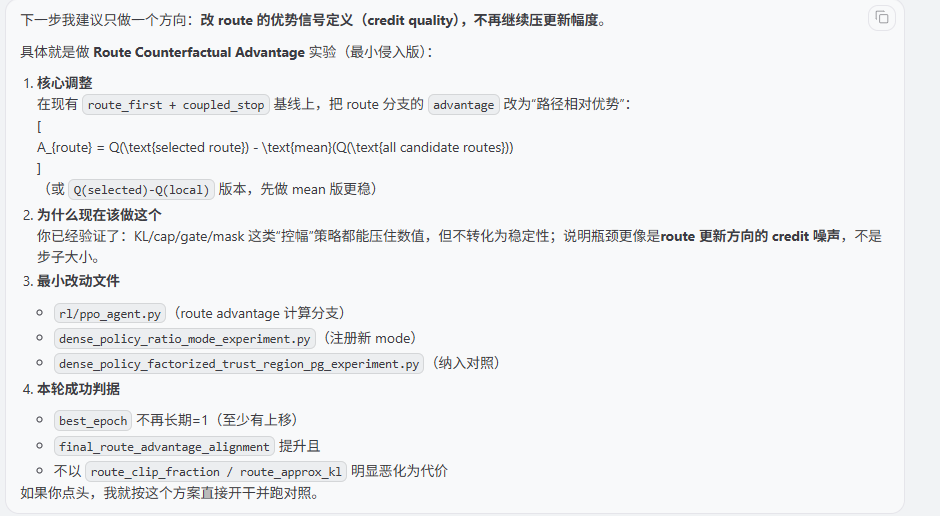 下一步我建议只做一个方向：改 route 的优势信号定义（credit quality），不再继续压更新幅度。
具体就是做 Route Counterfactual Advantage 实验（最小侵入版）：
1. 核心调整
在现有 route_first + coupled_stop 基线上，把 route 分支的 advantage 改为“路径相对优势”：
[
A_{route} = Q(\text{selected route}) - \text{mean}(Q(\text{all candidate routes}))
]
（或 Q(selected)-Q(local) 版本，先做 mean 版更稳）
2. 为什么现在该做这个
你已经验证了：KL/cap/gate/mask 这类“控幅”策略都能压住数值，但不转化为稳定性；说明瓶颈更像是route 更新方向的 credit 噪声，不是
步子大小。
3. 最小改动文件
rl/ppo_agent.py（route advantage 计算分支）
dense_policy_ratio_mode_experiment.py（注册新 mode）
dense_policy_factorized_trust_region_pg_experiment.py（纳入对照）
4. 本轮成功判据
best_epoch 不再长期=1（至少有上移）
final_route_advantage_alignment 提升且
不以 route_clip_fraction / route_approx_kl 明显恶化为代价
如果你点头，我就按这个方案直接开干并跑对照。